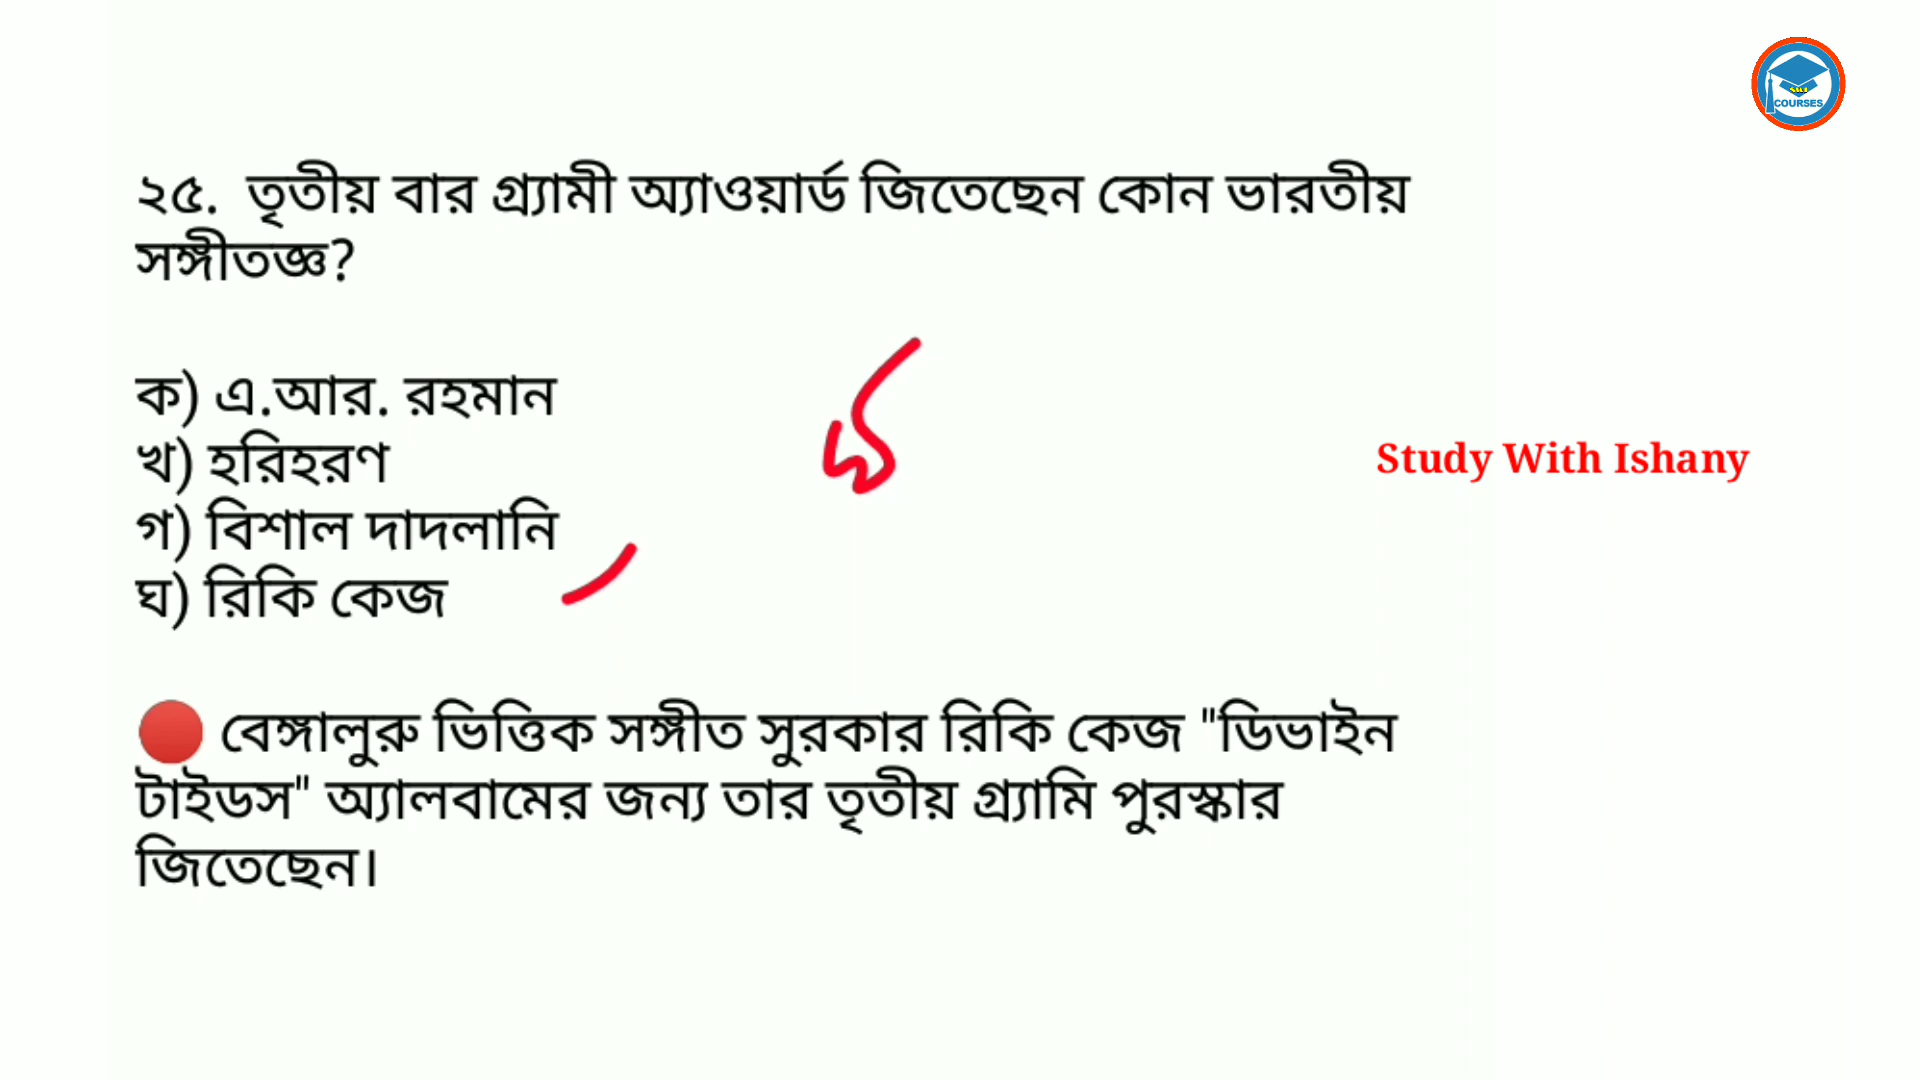 ২৫. তৃতীয় বার গ্র্যামী অ্যাওয়ার্ড জিতেছেন কোন ভারতীয়
সঙ্গীতজ্ঞ?
ক) এ.আর. রহমান
খ) হরিহরণ
গ) বিশাল দাদলানি
ঘ) রিকি কেজ
বেঙ্গালুরু ভিত্তিক সঙ্গীত সুরকার রিকি কেজ "ডিভাইন
টাইডস" অ্যালবামের জন্য তার তৃতীয় গ্র্যামি পুরস্কার
জিতেছেন।
Study With Ishany
COURSES